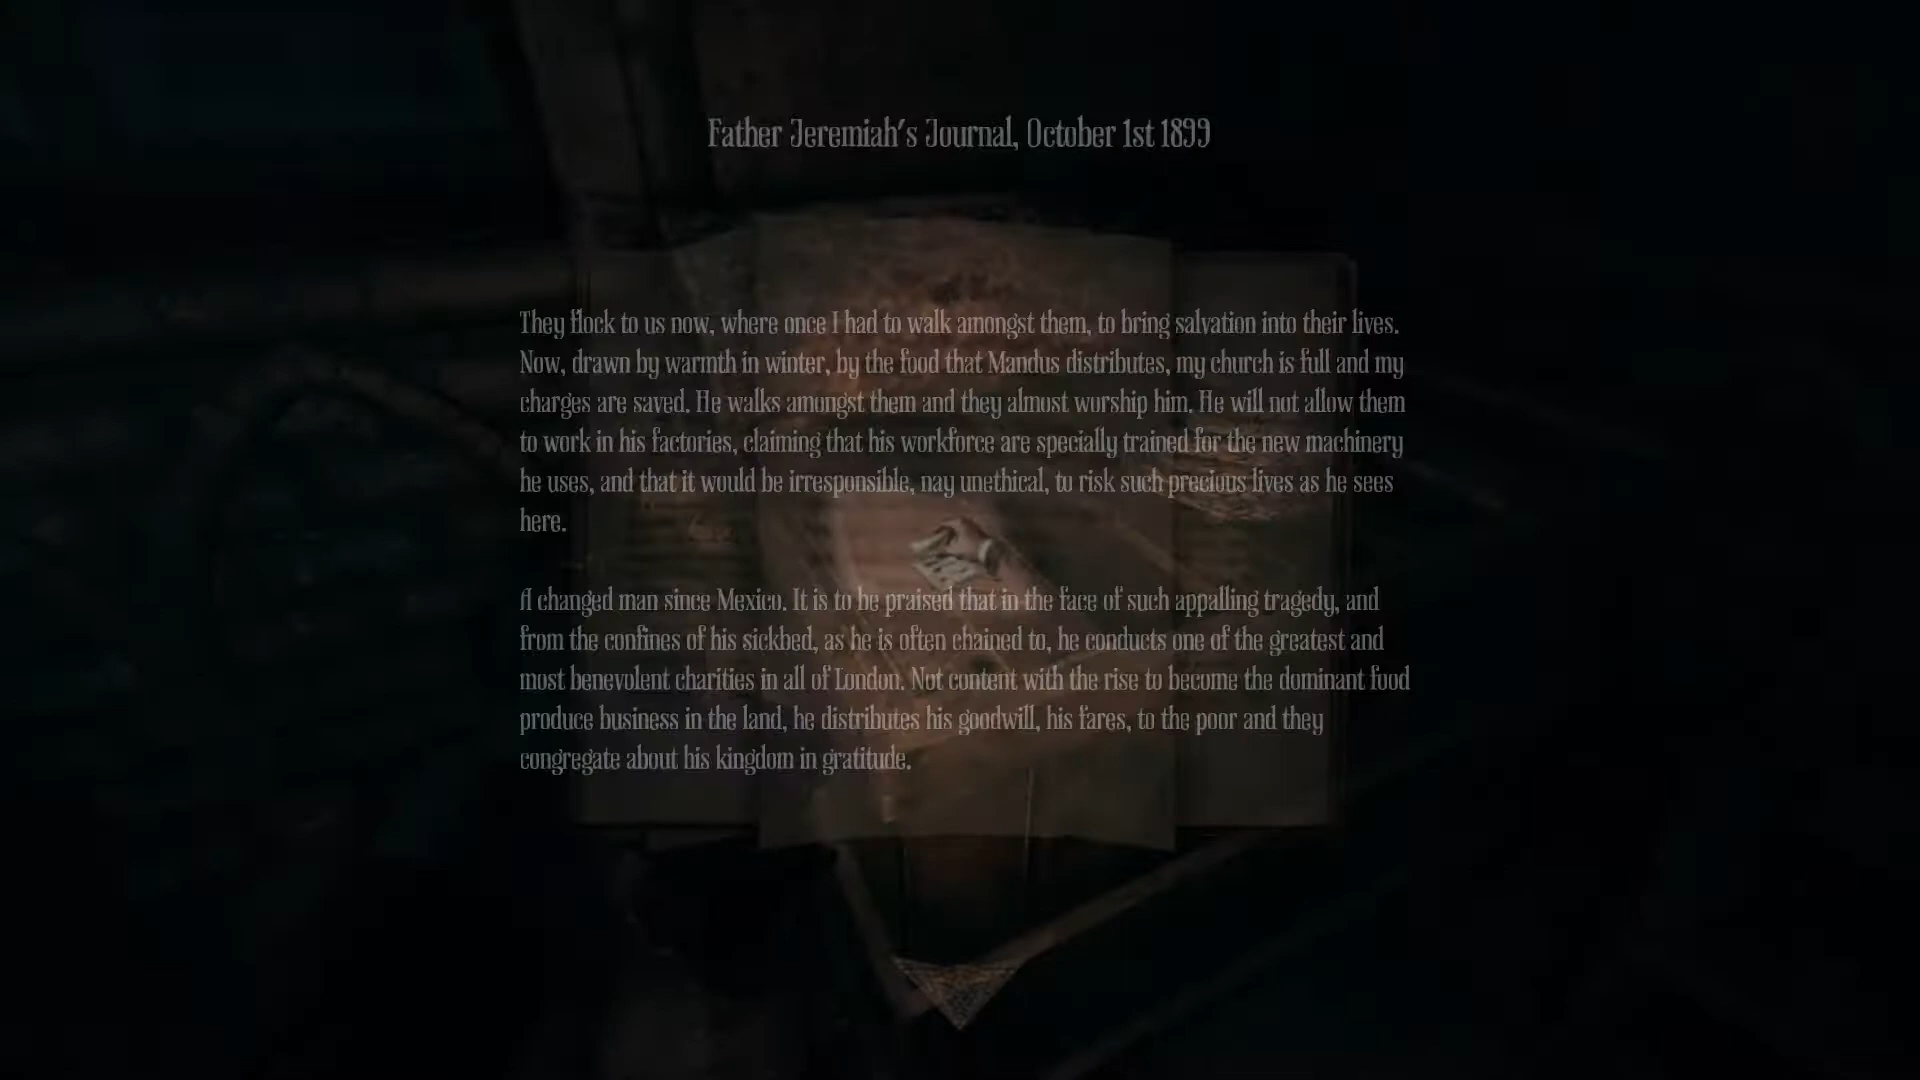 Father Jeremiah's Journal, October 1st 1899
They flock to us now, where once I had to walk amongst them, to bring salvation into their lives.
Now, drawn by warmth in winter, by the food that Mandus distributes, my church is full and my
charges are saved. He walks amongst them and they almost worship him. He will not allow them
to work in his factories, claiming that his workforce are specially trained for the new machinery
he uses, and that it would be irresponsible, nay unethical, to risk such precious lives as he sees
here.
A changed man since Mexico. It is to be praised that in the face of such appalling tragedy, and
from the confines of his sickbed, as he is often chained to, he conducts one of the greatest and
most benevolent charities in all of London. Not content with the rise to become the dominant food
produce business in the land, he distributes his goodwill, his fares, to the poor and they
congregate about his kingdom in gratitude.